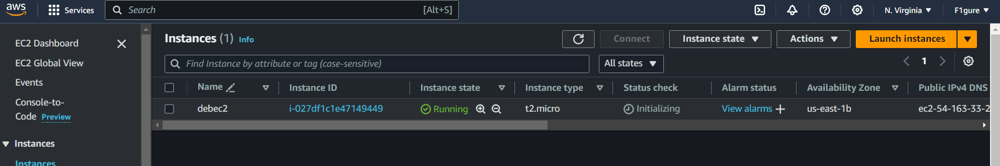 aws
Services
Search
[Alt+S]
N. Virginia
F1gure
EC2 Dashboard
EC2 Global View
Events
Console-to-
Code Preview
Instances
Instances
Instances (1) Info
Connect
Instance state
Actions
Launch instances
Find Instance by attribute or tag (case-sensitive)
All states
1
Name
Instance ID
Instance state
Instance type
Status check
Alarm status
Availability Zone
Public IPv4 DNS
debec2
i-027df1c1e47149449
Running
t2.micro
Initializing
View alarms
us-east-1b
ec2-54-163-33-2